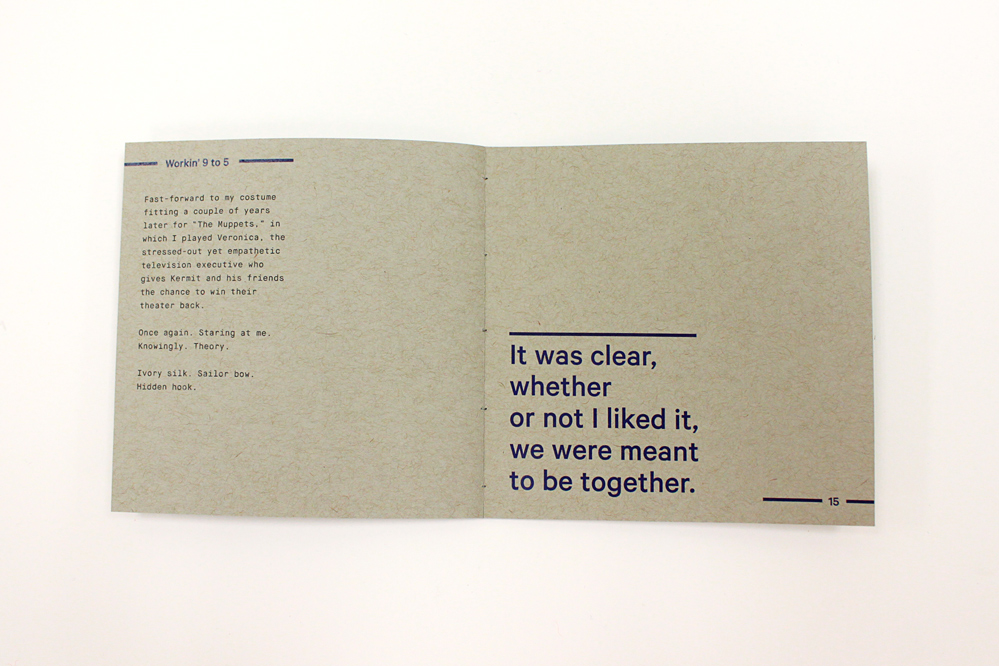 Workin' 9 to 5
Fast-forward to my costume
fitting a couple of years
later for "The Muppets," in
which I played Veronica, the
stressed-out yet empathetic
television executive who
gives Kermit and his friends
the chance to win their
theater back.
Once again. Staring at me.
Knowingly. Theory.
Ivory silk. Sailor bow.
Hidden hook.
It was clear,
whether
or not I liked it,
we were meant
to be together.
15